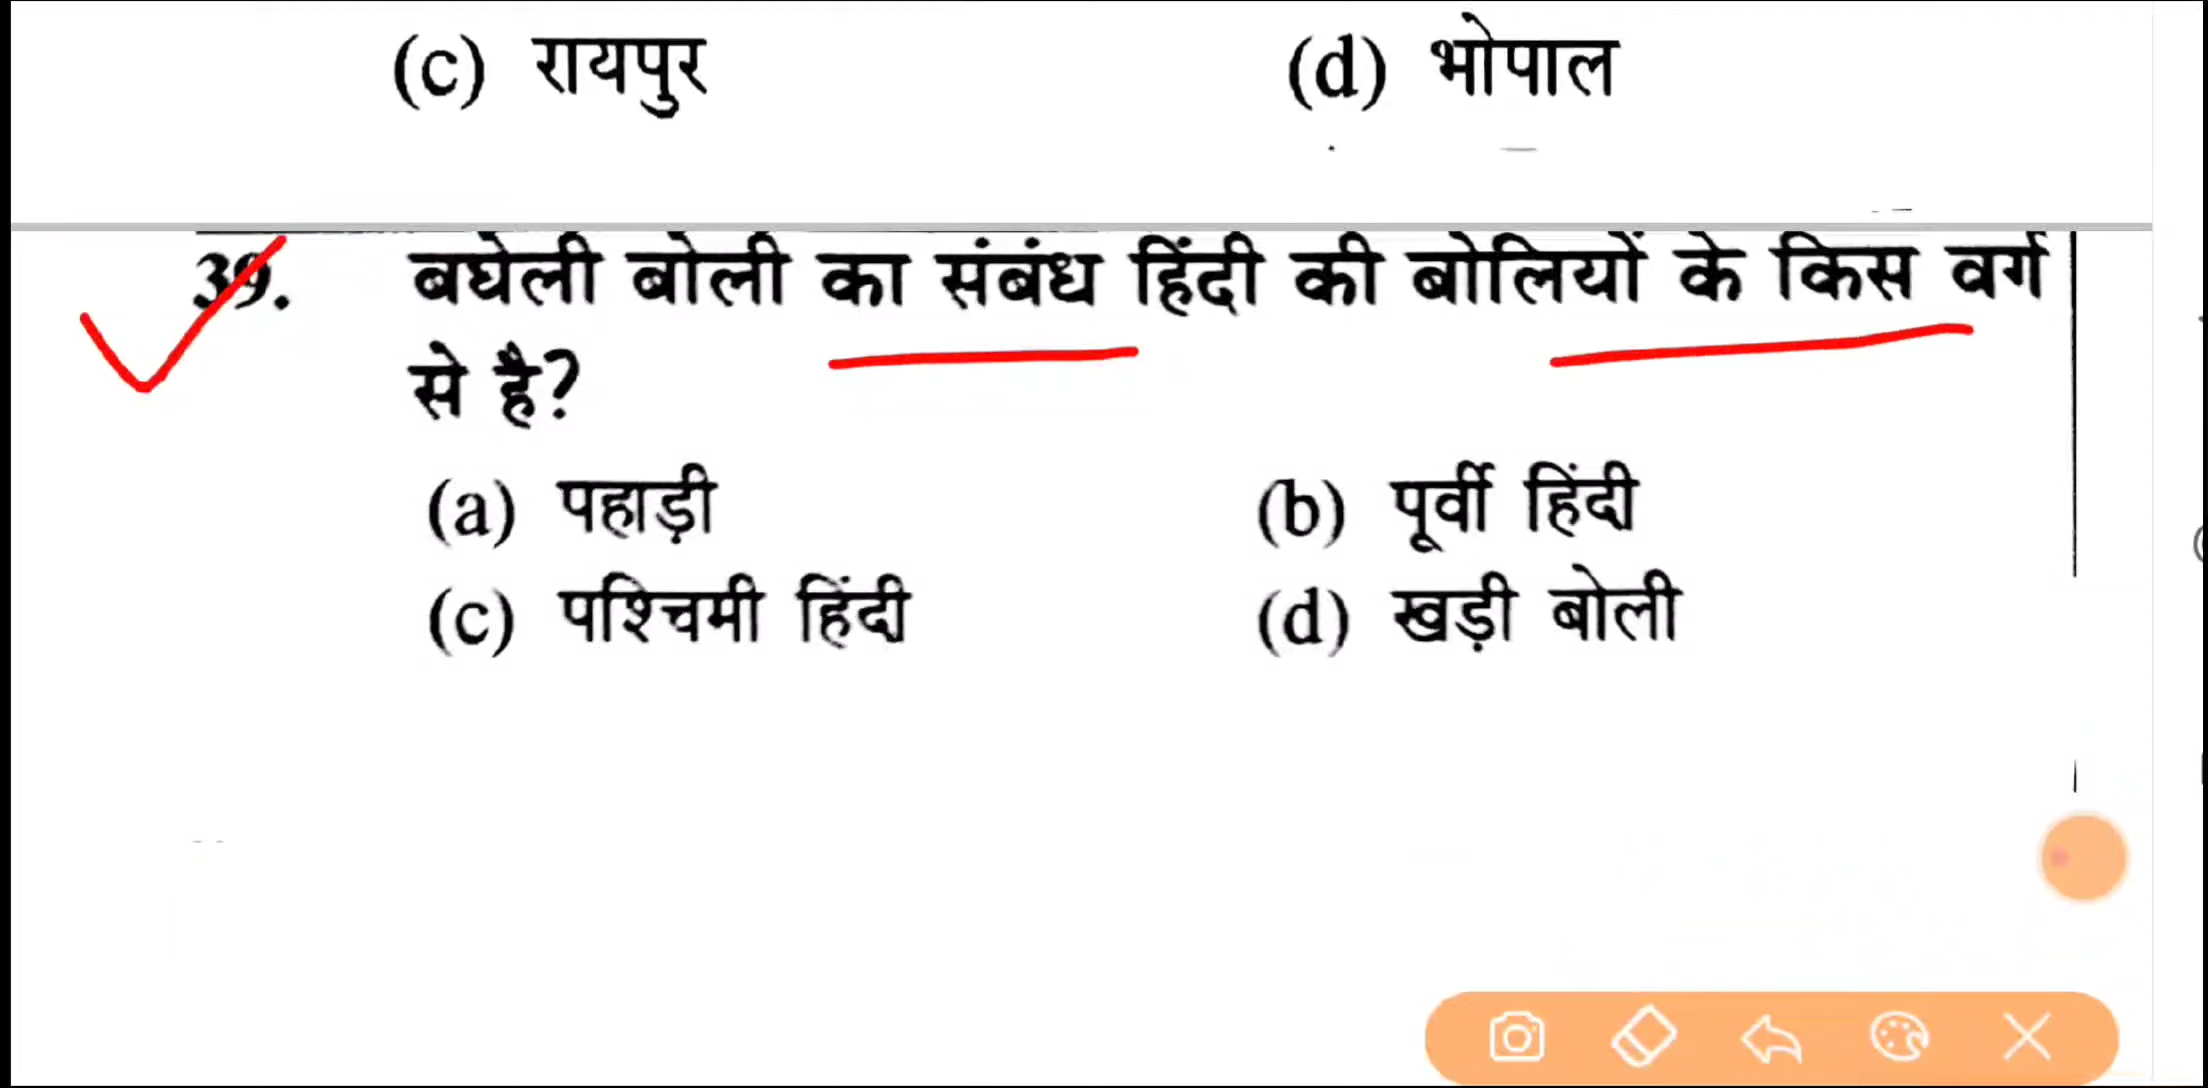 (c) रायपुर (d) भोपाल
39. बघेली बोली का संबंध हिंदी की बोलियों के किस वर्ग
से है?
(a) पहाड़ी (b) पूर्वी हिंदी
(c) पश्चिमी हिंदी (d) खड़ी बोली